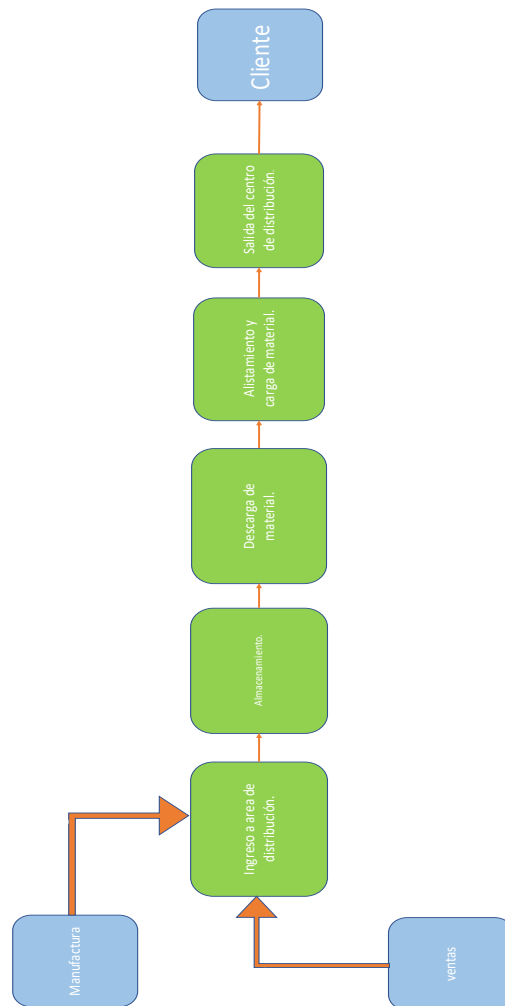 Manufactura
ventas
Ingreso a area de
distribución.
Almacenamiento.
Descarga de
material.
Alistamiento y
carga de material.
Salida del centro
de distribución.
Cliente